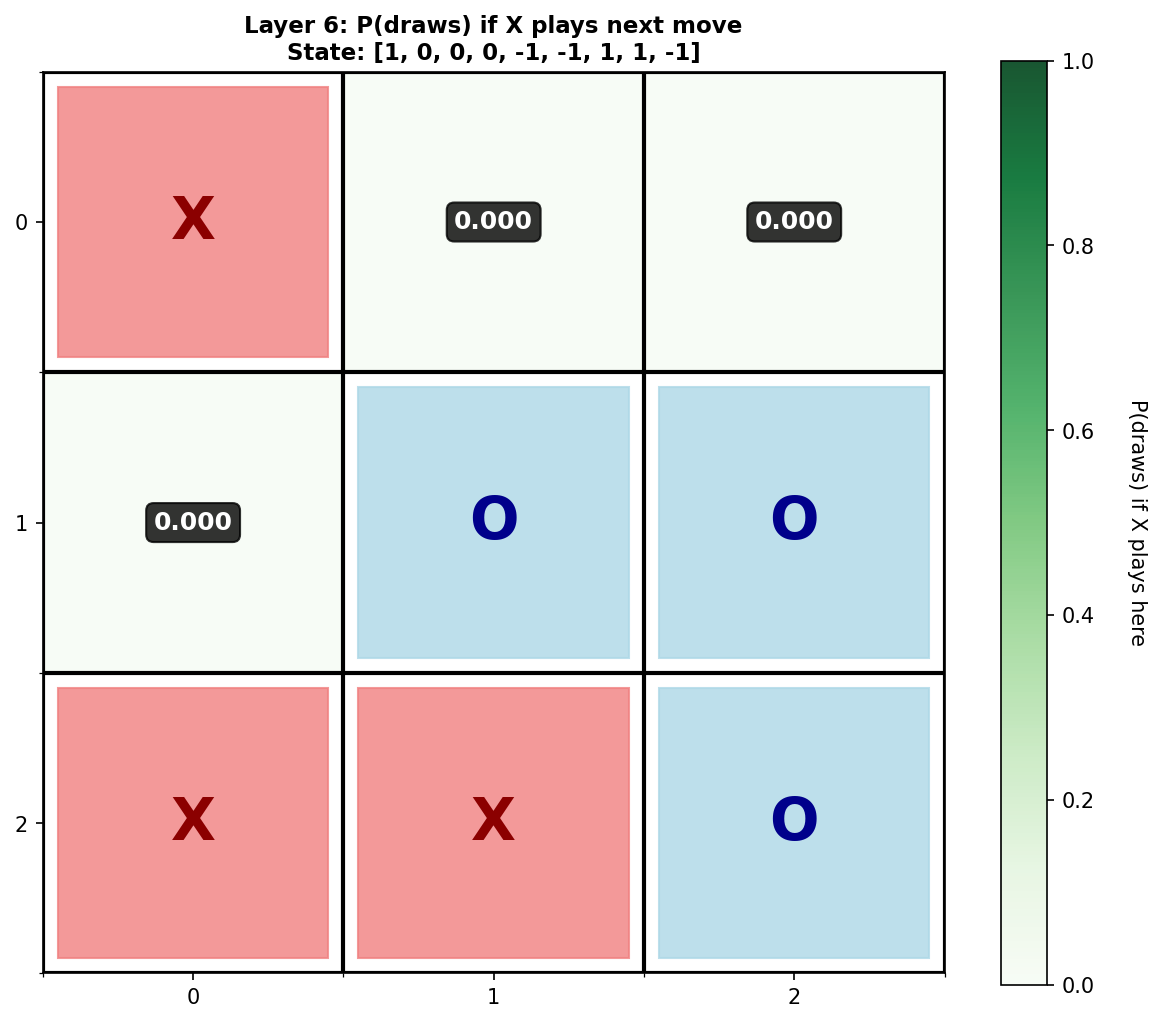 Layer 6: P(draws) if X plays next move
State: [1, 0, 0, 0, -1, -1, 1, 1, -1]
X
0.000
0.000
0.000
O
O
X
X
O
0
1
2
0
1
2
1.0
0.8
0.6
0.4
0.2
0.0
P(draws) if X plays here